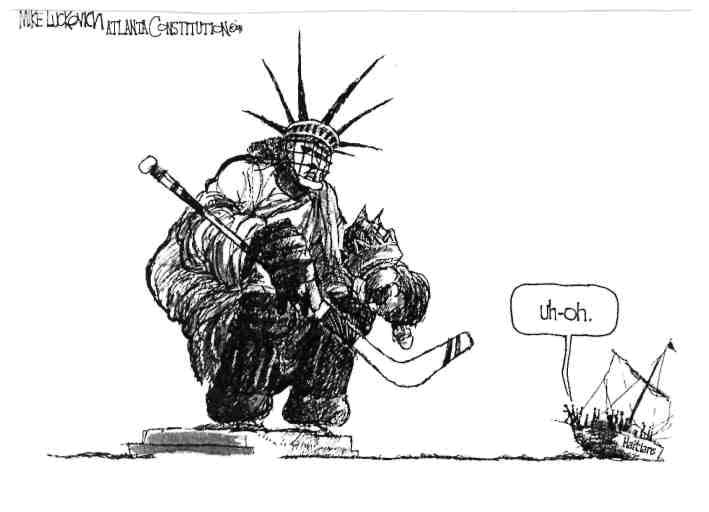 MIKE LUCKOVICH ATLANTA CONSTITUTION
uh-oh.
Haitians